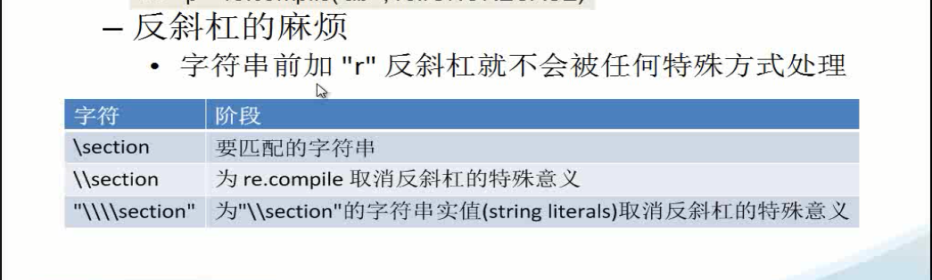 – 反斜杠的麻烦
• 字符串前加 "r" 反斜杠就不会被任何特殊方式处理
字符 阶段
\section 要匹配的字符串
\\section 为 re.compile 取消反斜杠的特殊意义
"\\\\section" 为"\\section"的字符串实值(string literals)取消反斜杠的特殊意义